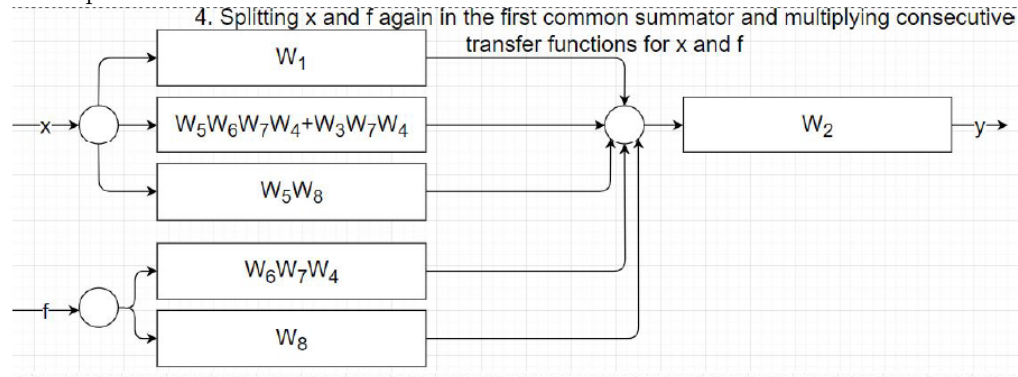 4. Splitting x and f again in the first common summator and multiplying consecutive
transfer functions for x and f
W₁
x
W₅W₆W₇W₄+W₃W₇W₄
W₂
y
W₅W₈
W₆W₇W₄
f
W₈